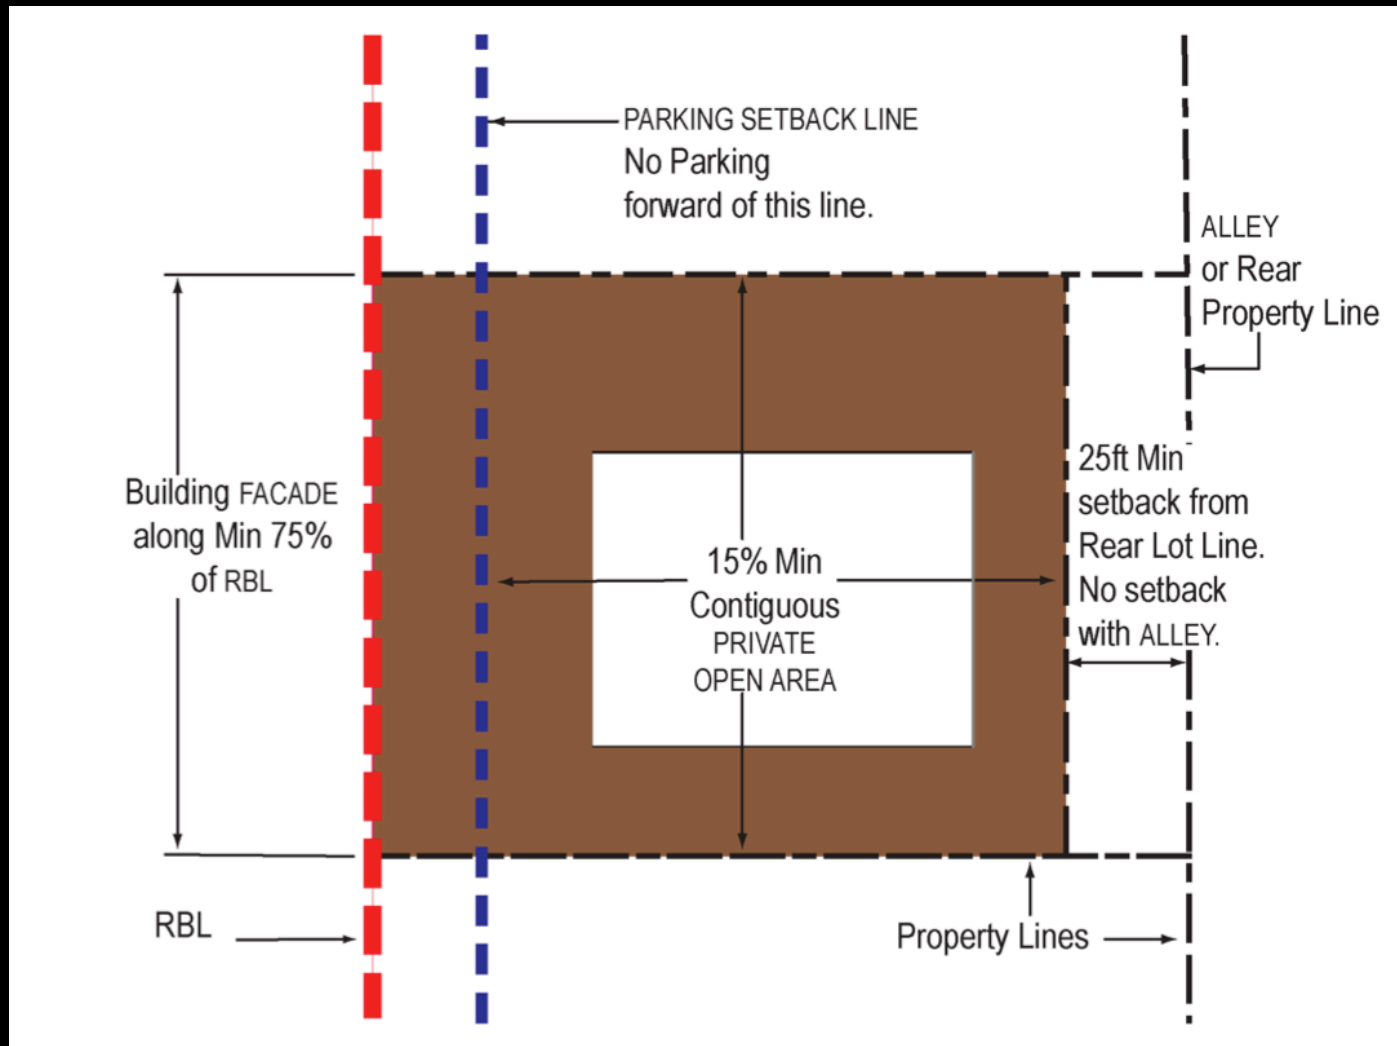 PARKING SETBACK LINE
No Parking
forward of this line.
ALLEY
or Rear
Property Line
Building FACADE
along Min 75%
of RBL
15% Min
Contiguous
PRIVATE
OPEN AREA
25ft Min
setback from
Rear Lot Line.
No setback
with ALLEY.
RBL
Property Lines